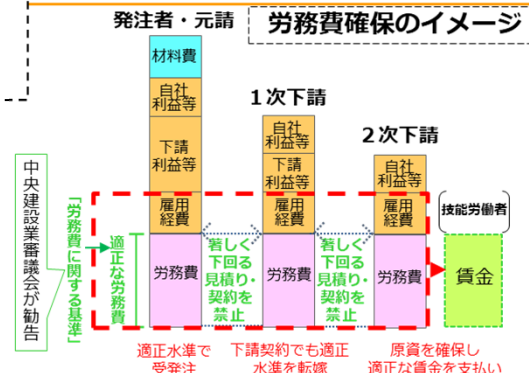 労務費確保のイメージ
発注者・元請
材料費
自社
利益等
下請
利益等
雇用
経費
労務費
1次下請
自社
利益等
下請
利益等
雇用
経費
労務費
2次下請
自社
利益等
雇用
経費
労務費
技能労働者
賃金
中央建設業審議会が勧告
「労務費に関する基準」
適正な労務費
著しく
下回る
見積り・
契約を
禁止
著しく
下回る
見積り・
契約を
禁止
適正水準で
受発注
下請契約でも適正
水準を転嫁
原資を確保し
適正な賃金を支払い